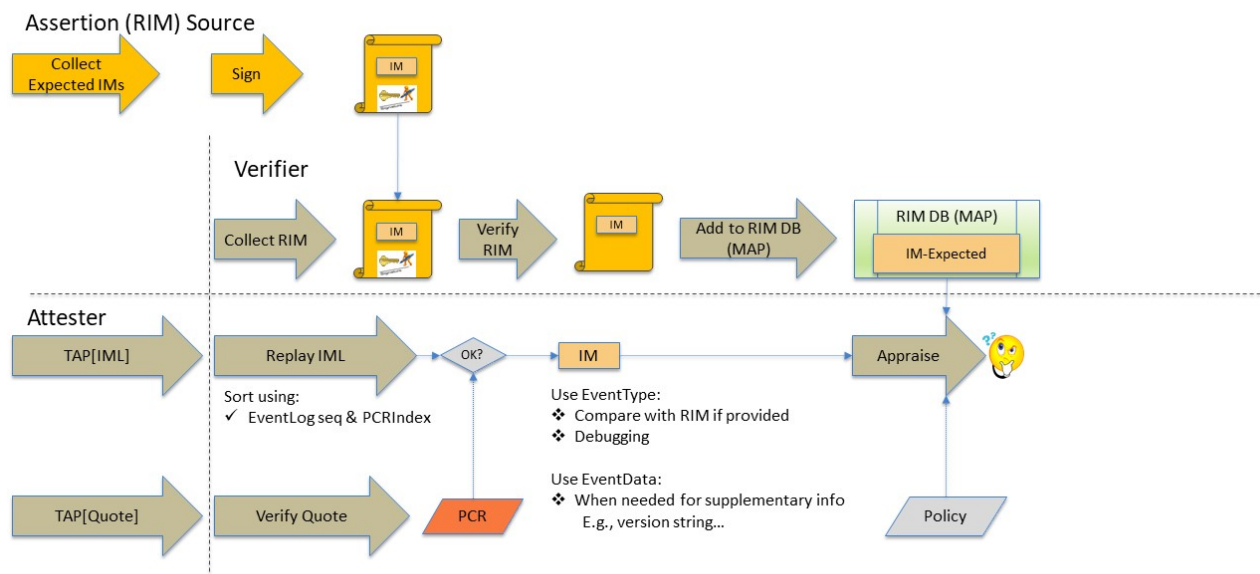 Assertion (RIM) Source
Collect
Expected IMs
Sign
IM
Verifier
Collect RIM
IM
Verify
RIM
IM
Add to RIM DB
(MAP)
RIM DB (MAP)
IM-Expected
Attester
TAP[IML]
Replay IML
OK?
IM
Appraise
??
Sort using:
✓ EventLog seq & PCRIndex
Use EventType:
❖ Compare with RIM if provided
❖ Debugging
Use EventData:
❖ When needed for supplementary info
E.g., version string…
TAP[Quote]
Verify Quote
PCR
Policy